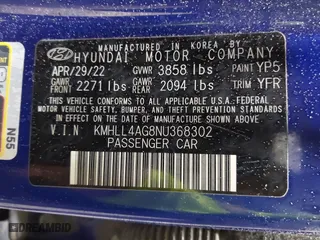 MANUFACTURED IN KOREA BY
HYUNDAI MOTOR COMPANY
APR/29/22 GVWR 3858 lbs PAINT YP5
GAWR FRT 2271 lbs GAWR REAR 2094 lbs TRIM YFR
THIS VEHICLE CONFORMS TO ALL APPLICABLE U.S.FEDERAL
MOTOR VEHICLE SAFETY, BUMPER, AND THEFT PREVENTION
STANDARDS IN EFFECT ON THE DATE OF MANUFACTURE SHOWN ABOVE.
V.I.N KMHLL4AG8NU368302
PASSENGER CAR
N55
DREAMBID